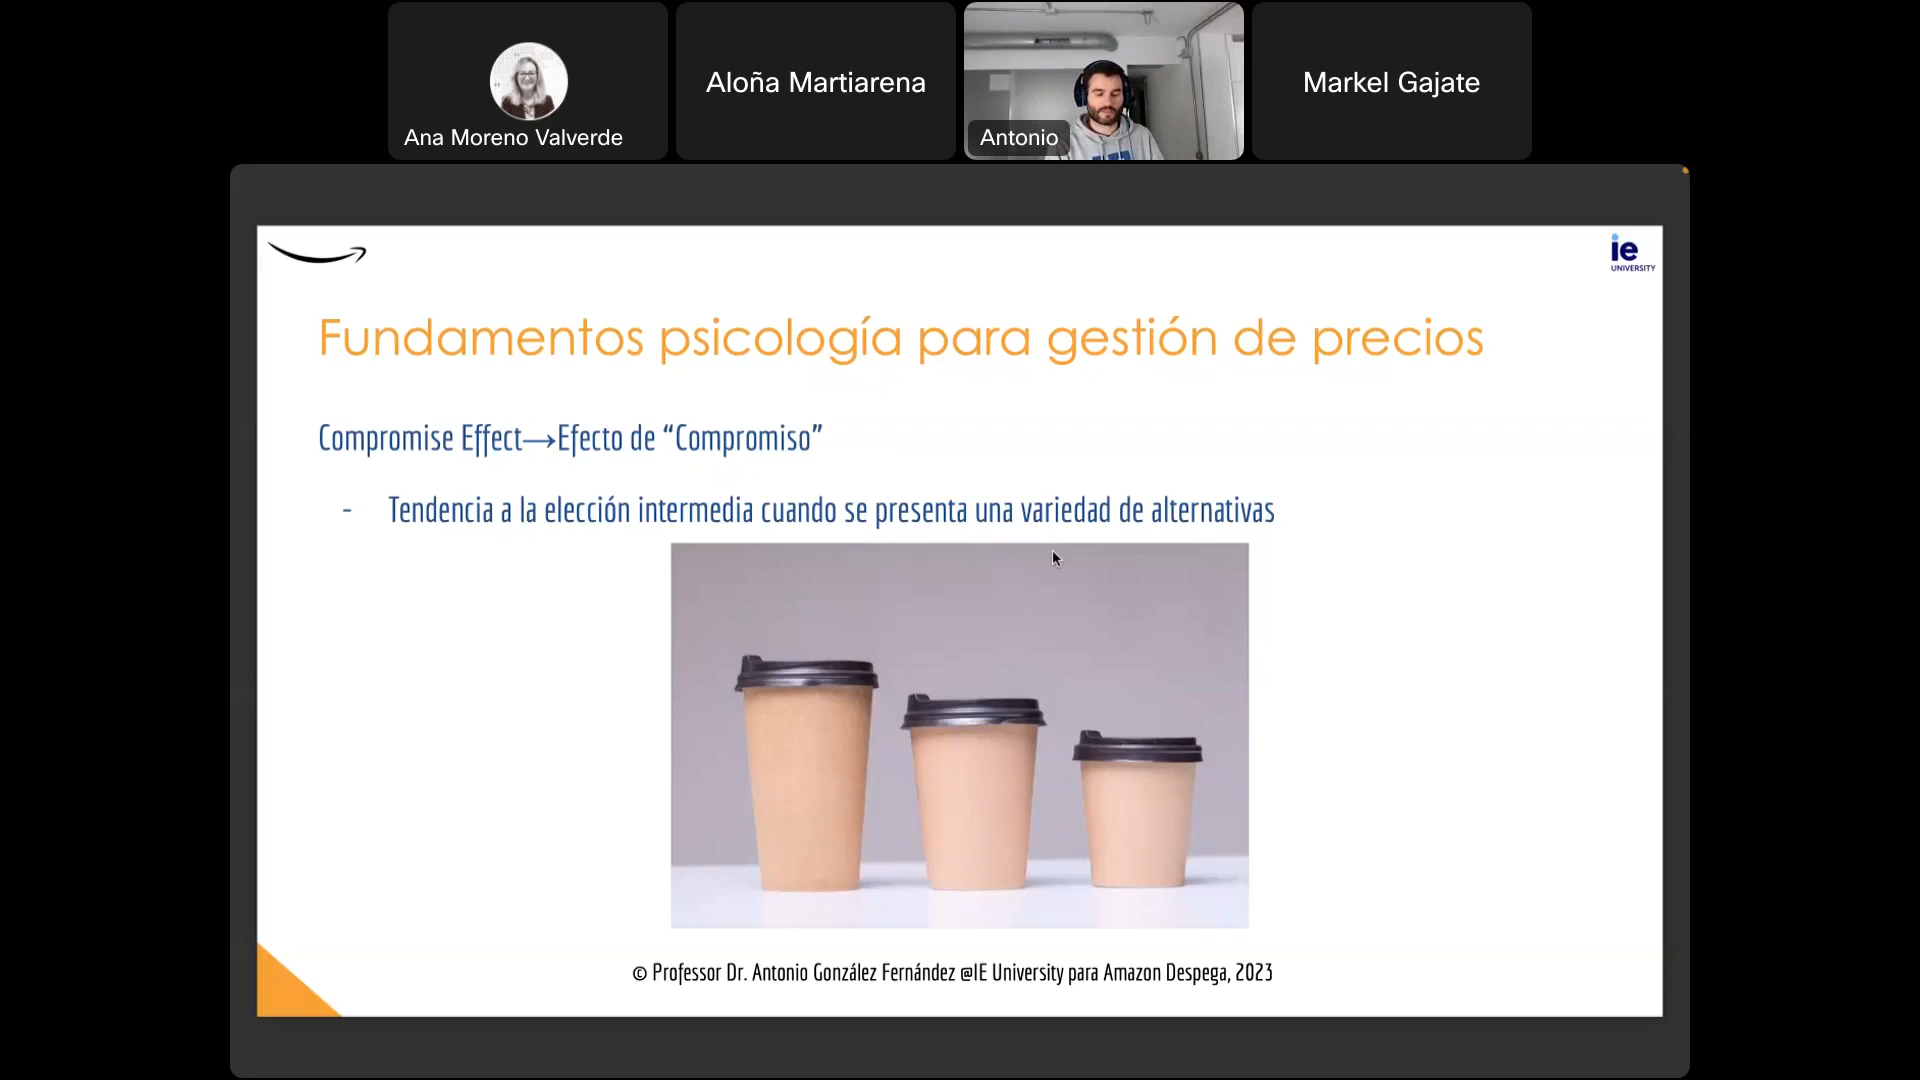 Ana Moreno Valverde
Aloña Martiarena
Antonio
Markel Gajate
ie
UNIVERSITY
Fundamentos psicología para gestión de precios
Compromise Effect→Efecto de “Compromiso”
- Tendencia a la elección intermedia cuando se presenta una variedad de alternativas
© Professor Dr. Antonio González Fernández @IE University para Amazon Despega, 2023